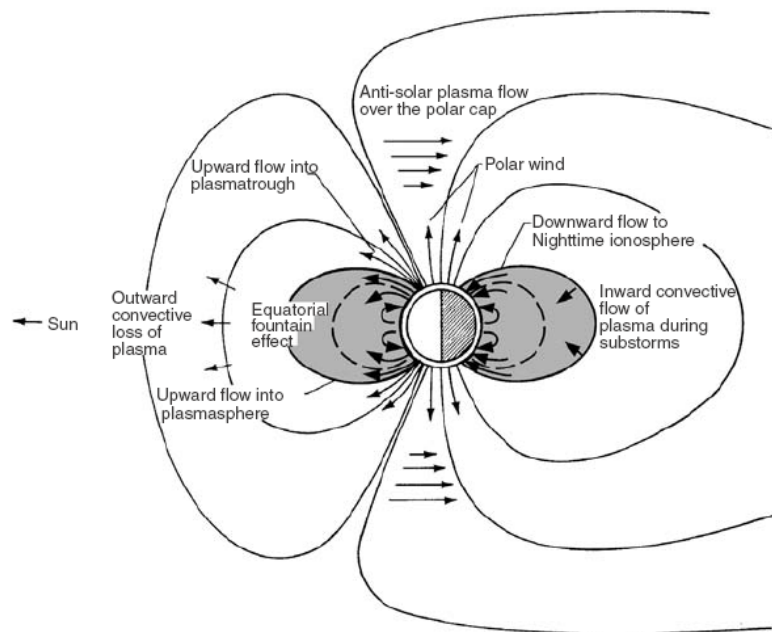 Anti-solar plasma flow
over the polar cap
Upward flow into
plasmatrough
Polar wind
Downward flow to
Nighttime ionosphere
Sun
Outward
convective
loss of
plasma
Equatorial
fountain
effect
Inward convective
flow of
plasma during
substorms
Upward flow into
plasmasphere